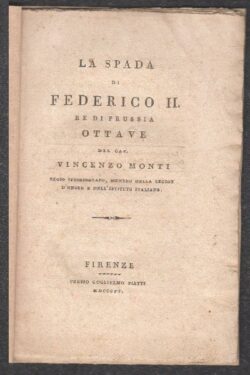 LA SPADA
DI
FEDERICO II.
RE DI PRUSSIA
OTTAVE
DEL CAV.
VINCENZO MONTI
REGIO ISTORIOGRAFO, MEMBRO DELLA LEGION
D'ONORE E DELL'ISTITUTO ITALIANO.
FIRENZE
PRESSO GUGLIELMO PIATTI